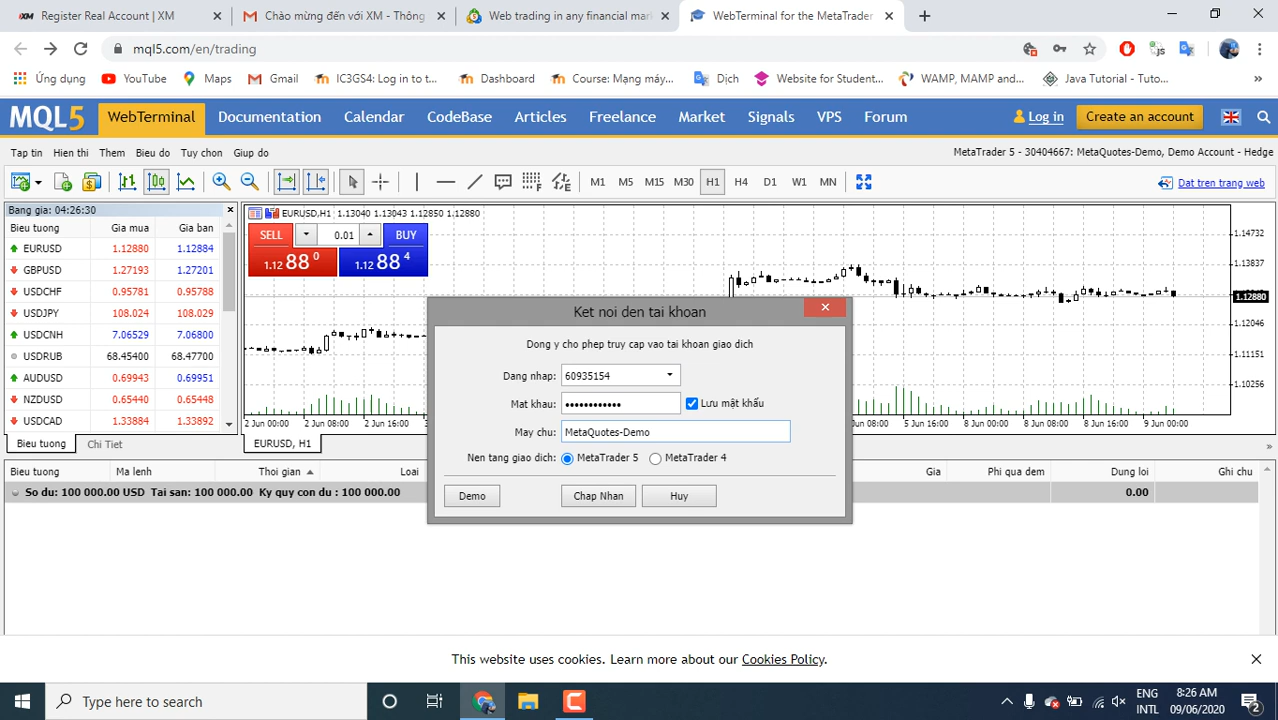 Register Real Account | XM
Chào mừng đến với XM - Thông
Web trading in any financial mark
WebTerminal for the MetaTrader
mql5.com/en/trading
Ứng dụng
YouTube
Maps
Gmail
IC3GS4: Log in to t...
Dashboard
Course: Mạng máy...
Dịch
Website for Student...
WAMP, MAMP and...
Java Tutorial - Tuto...
MQL5
WebTerminal
Documentation
Calendar
CodeBase
Articles
Freelance
Market
Signals
VPS
Forum
Log in
Create an account
Tap tin
Hien thi
Them
Bieu do
Tuy chon
Giup do
MetaTrader 5 - 30404667: MetaQuotes-Demo, Demo Account - Hedge
M1
M5
M15
M30
H1
H4
D1
W1
MN
Dat tren trang web
Bang gia: 04:26:30
Bieu tuong Gia mua Gia ban
EURUSD 1.12880 1.12884
GBPUSD 1.27193 1.27201
USDCHF 0.95781 0.95788
USDJPY 108.024 108.029
USDCNH 7.06529 7.06800
USDRUB 68.45400 68.47700
AUDUSD 0.69943 0.69951
NZDUSD 0.65440 0.65448
USDCAD 1.33884 1.33892
Bieu tuong
Chi Tiet
EURUSD,H1 1.13040 1.13043 1.12850 1.12880
SELL
0.01
BUY
1.12 88 0
1.12 88 4
1.14732
1.13837
1.12880
1.12046
1.11151
1.10256
2 Jun 00:00
2 Jun 08:00
2 Jun 16:00
Jun 08:00
5 Jun 16:00
8 Jun 00:00
8 Jun 08:00
8 Jun 16:00
9 Jun 00:00
EURUSD, H1
Ket noi den tai khoan
Dong y cho phep truy cap vao tai khoan giao dich
Dang nhap: 60935154
Mat khau: ••••••••••••
Lưu mật khẩu
May chu: MetaQuotes-Demo
Nen tang giao dich: MetaTrader 5 MetaTrader 4
Demo
Chap Nhan
Huy
Bieu tuong
Ma lenh
Thoi gian
Loai
Gia
Phi qua dem
Dung loi
Ghi chu
So du: 100 000.00 USD Tai san: 100 000.00 Ky quy con du : 100 000.00
0.00
This website uses cookies. Learn more about our Cookies Policy.
Type here to search
ENG
INTL
8:26 AM
09/06/2020
2